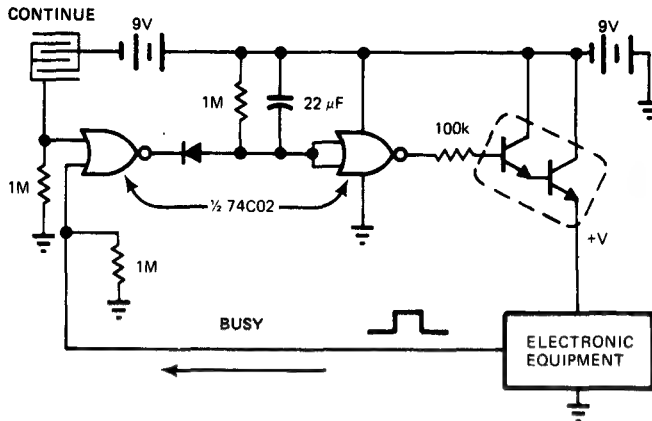 CONTINUE
9V
9V
1M
22 µF
100k
1M
½ 74C02
+V
1M
BUSY
ELECTRONIC
EQUIPMENT